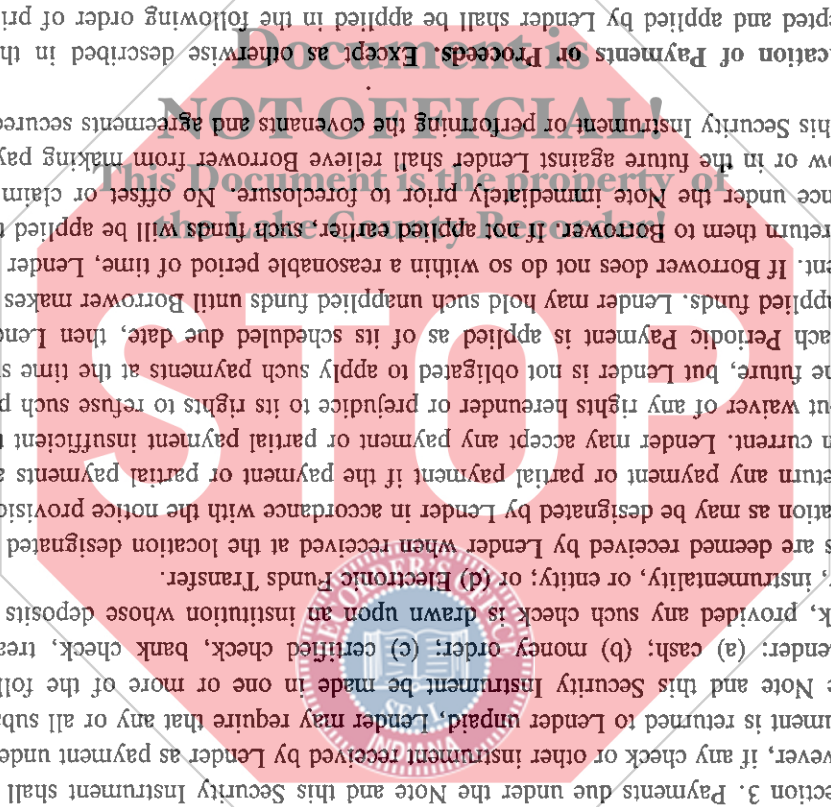 Document is
NOT OFFICIAL!
This Document is the property of
the Lake County Recorder!
STOP
RECORDER'S OFFICE
SEAL
ection 3. Payments due under the Note and this Security Instrument shall
wever, if any check or other instrument received by Lender as payment unde
ument is returned to Lender unpaid, Lender may require that any or all subs
e Note and this Security Instrument be made in one or more of the foll
ender: (a) cash; (b) money order; (c) certified check, bank check, trea
k, provided any such check is drawn upon an institution whose deposits
, instrumentality, or entity; or (d) Electronic Funds Transfer.
s are deemed received by Lender when received at the location designated
ation as may be designated by Lender in accordance with the notice provisi
eturn any payment or partial payment if the payment or partial payments a
n current. Lender may accept any payment or partial payment insufficient t
out waiver of any rights hereunder or prejudice to its rights to refuse such p
he future, but Lender is not obligated to apply such payments at the time s
ach Periodic Payment is applied as of its scheduled due date, then Lend
applied funds. Lender may hold such unapplied funds until Borrower makes
ent. If Borrower does not do so within a reasonable period of time, Lender
return them to Borrower. If not applied earlier, such funds will be applied t
nce under the Note immediately prior to foreclosure. No offset or claim
ow or in the future against Lender shall relieve Borrower from making pay
his Security Instrument or performing the covenants and agreements secured
cation of Payments or Proceeds. Except as otherwise described in th
epted and applied by Lender shall be applied in the following order of pri